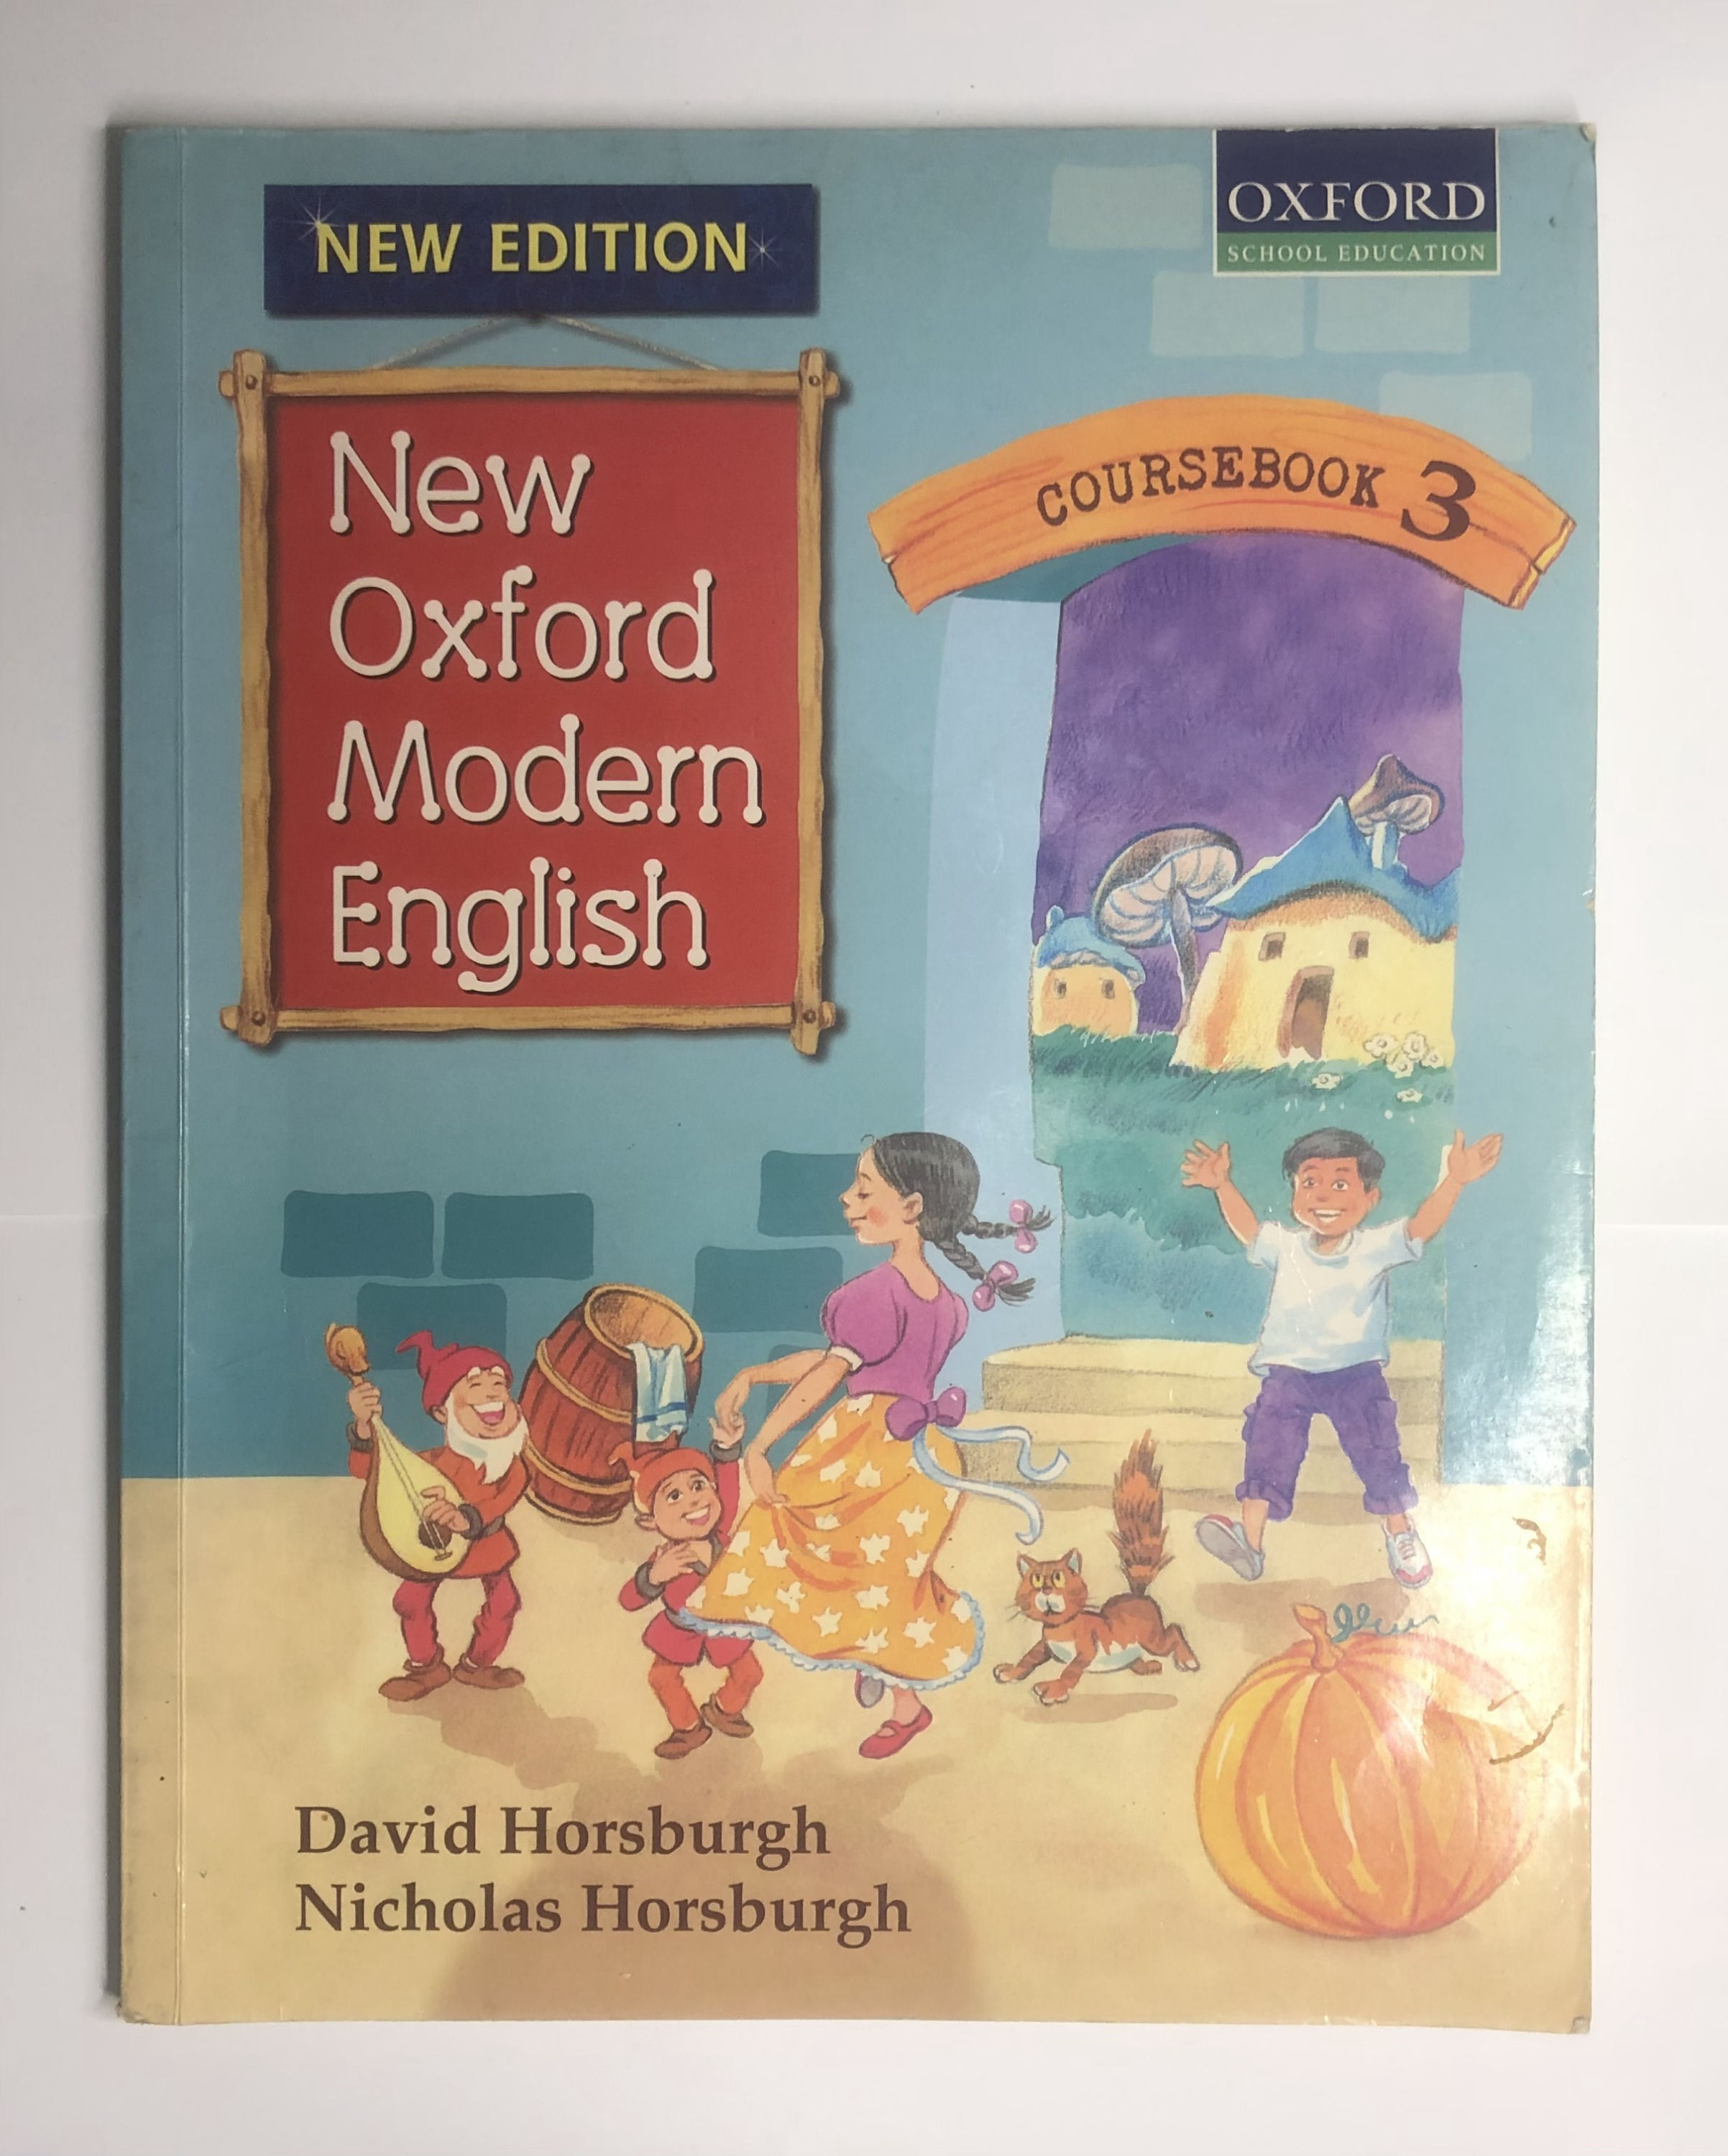 NEW EDITION
OXFORD
SCHOOL EDUCATION
New
Oxford
Modern
English
COURSEBOOK 3
David Horsburgh
Nicholas Horsburgh